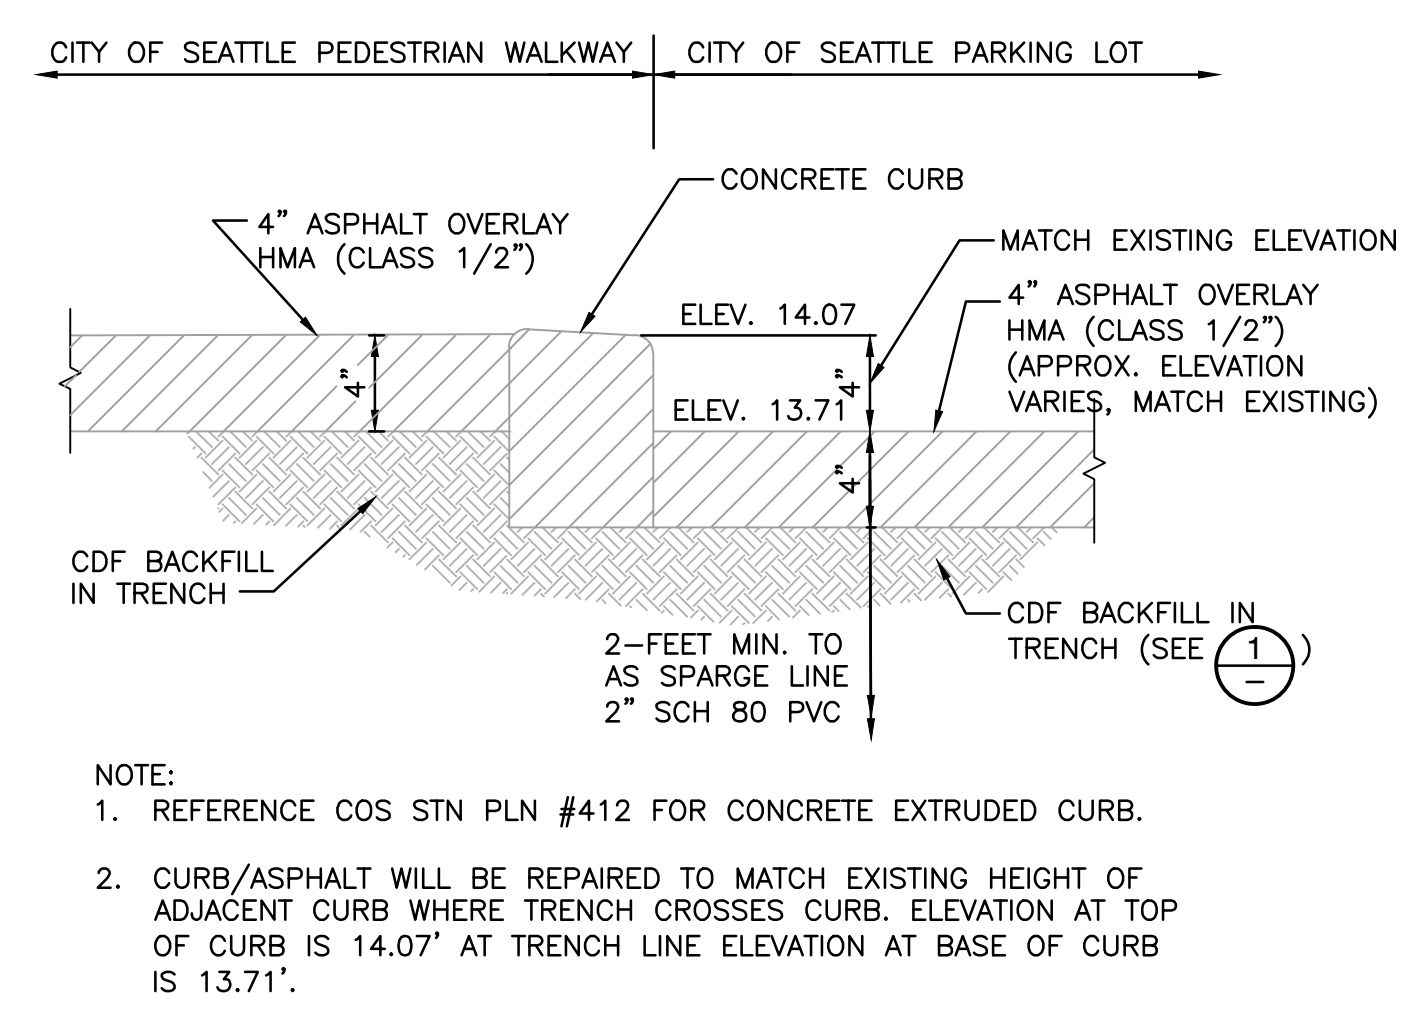 CITY OF SEATTLE PEDESTRIAN WALKWAY
CITY OF SEATTLE PARKING LOT
CONCRETE CURB
4” ASPHALT OVERLAY
HMA (CLASS 1/2”)
MATCH EXISTING ELEVATION
4” ASPHALT OVERLAY
HMA (CLASS 1/2”)
(APPROX. ELEVATION
VARIES, MATCH EXISTING)
ELEV. 14.07
4”
4”
ELEV. 13.71
4”
CDF BACKFILL
IN TRENCH
CDF BACKFILL IN
TRENCH (SEE 1 – )
2–FEET MIN. TO
AS SPARGE LINE
2” SCH 80 PVC
NOTE:
1. REFERENCE COS STN PLN #412 FOR CONCRETE EXTRUDED CURB.
2. CURB/ASPHALT WILL BE REPAIRED TO MATCH EXISTING HEIGHT OF
ADJACENT CURB WHERE TRENCH CROSSES CURB. ELEVATION AT TOP
OF CURB IS 14.07’ AT TRENCH LINE ELEVATION AT BASE OF CURB
IS 13.71’.